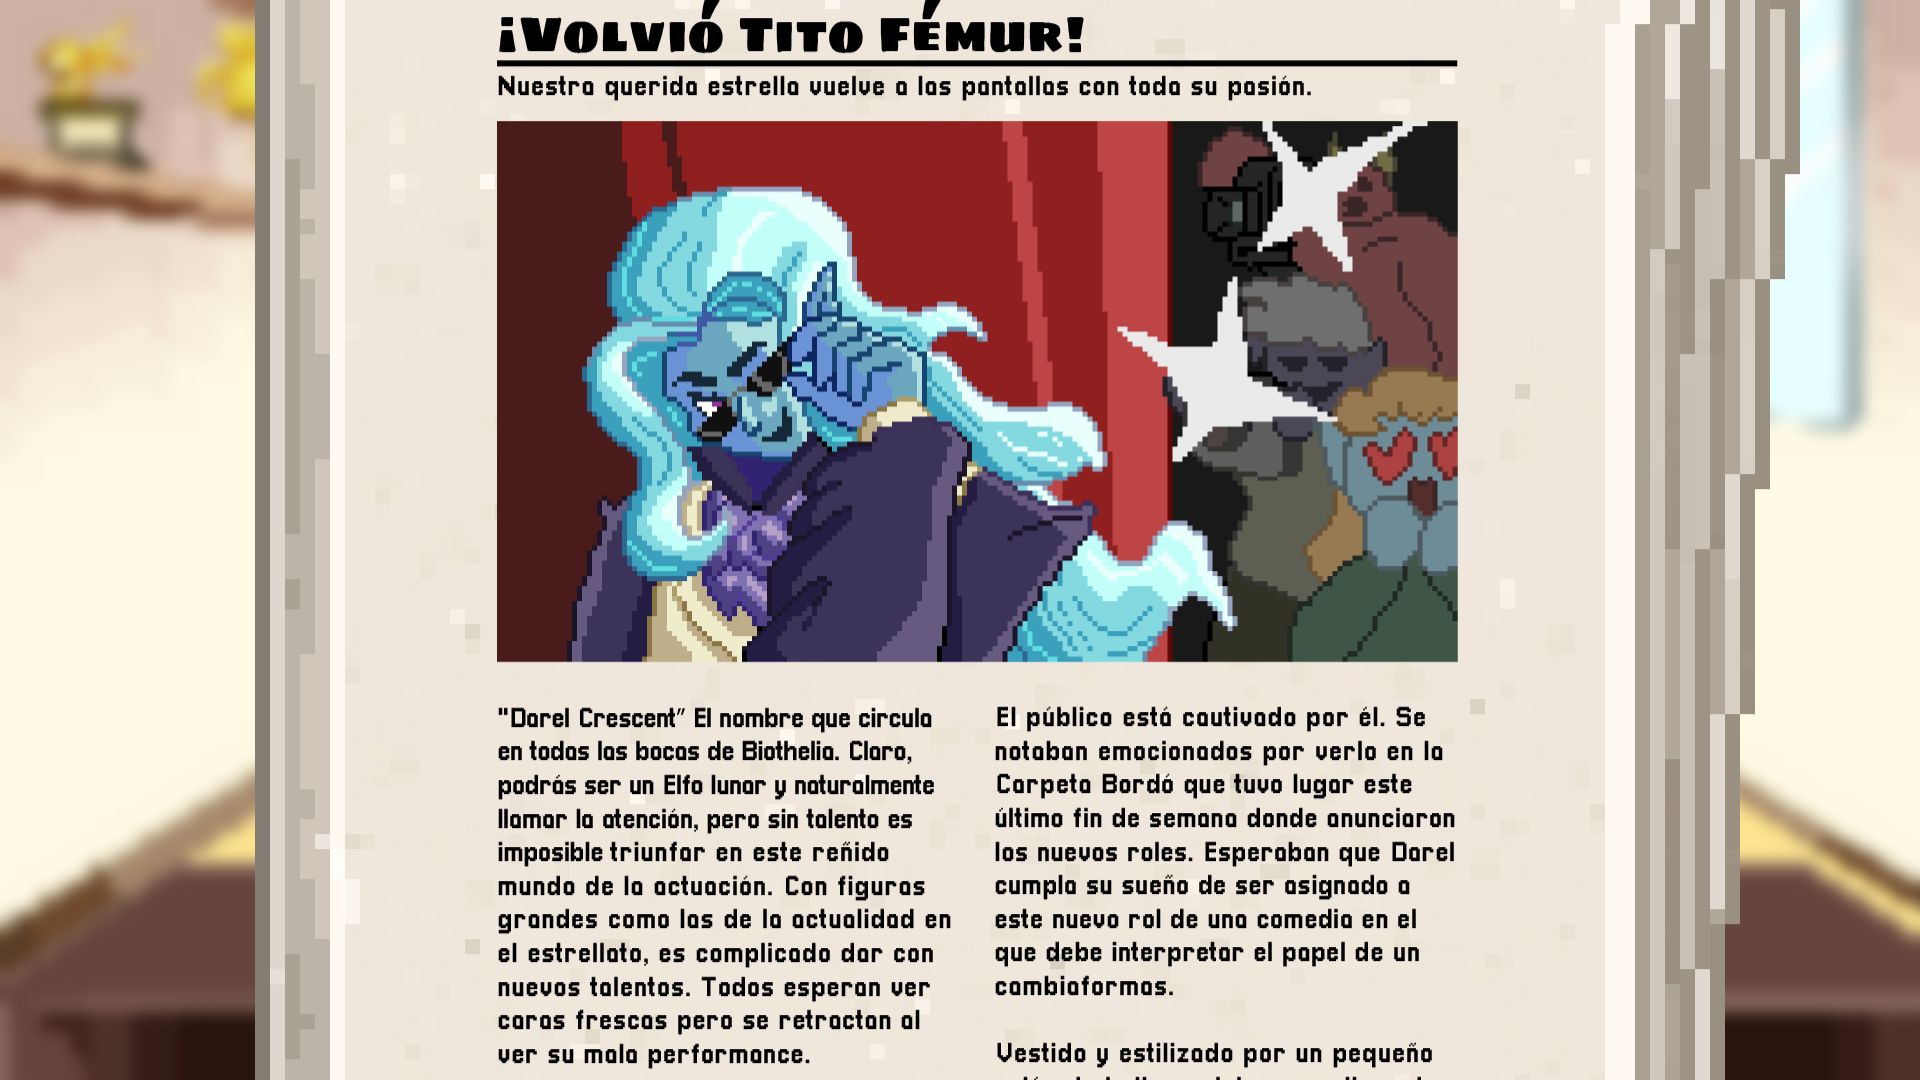 ¡Volvió Tito Fémur!
Nuestra querida estrella vuelve a las pantallas con toda su pasión.
"Darel Crescent" El nombre que circula
en todas las bocas de Biothelia. Claro,
podrás ser un Elfo lunar y naturalmente
llamar la atención, pero sin talento es
imposible triunfar en este reñido
mundo de la actuación. Con figuras
grandes como las de la actualidad en
el estrellato, es complicado dar con
nuevos talentos. Todos esperan ver
caras frescas pero se retractan al
ver su mala performance.
El público está cautivado por él. Se
notaban emocionados por verlo en la
Carpeta Bordó que tuvo lugar este
último fin de semana donde anunciaron
los nuevos roles. Esperaban que Darel
cumpla su sueño de ser asignado a
este nuevo rol de una comedia en el
que debe interpretar el papel de un
cambiaformas.
Vestido y estilizado por un pequeño